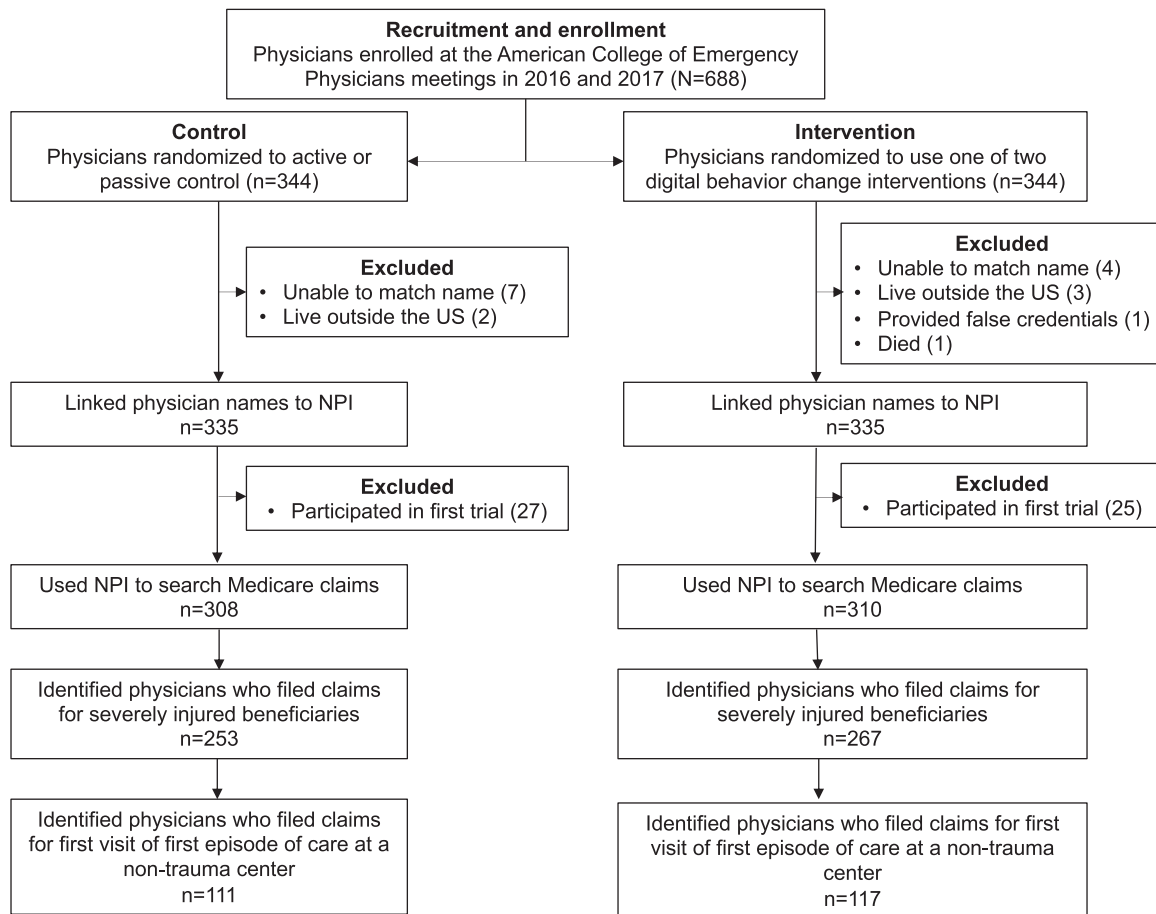 Recruitment and enrollment
Physicians enrolled at the American College of Emergency
Physicians meetings in 2016 and 2017 (N=688)
Control
Physicians randomized to active or
passive control (n=344)
Intervention
Physicians randomized to use one of two
digital behavior change interventions (n=344)
Excluded
• Unable to match name (7)
• Live outside the US (2)
Excluded
• Unable to match name (4)
• Live outside the US (3)
• Provided false credentials (1)
• Died (1)
Linked physician names to NPI
n=335
Linked physician names to NPI
n=335
Excluded
• Participated in first trial (27)
Excluded
• Participated in first trial (25)
Used NPI to search Medicare claims
n=308
Used NPI to search Medicare claims
n=310
Identified physicians who filed claims
for severely injured beneficiaries
n=253
Identified physicians who filed claims for
severely injured beneficiaries
n=267
Identified physicians who filed claims
for first visit of first episode of care at a
non-trauma center
n=111
Identified physicians who filed claims for first
visit of first episode of care at a non-trauma
center
n=117